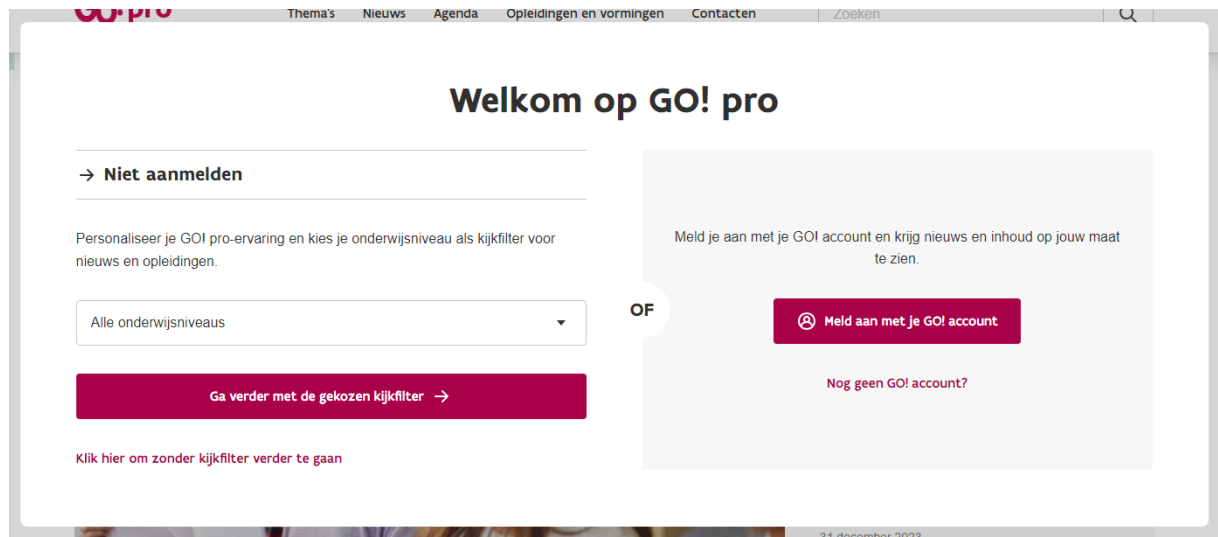 GO! pro
Thema's Nieuws Agenda Opleidingen en vormingen Contacten Zoeken
Welkom op GO! pro
→ Niet aanmelden
Personaliseer je GO! pro-ervaring en kies je onderwijsniveau als kijkfilter voor
nieuws en opleidingen.
Alle onderwijsniveaus
Ga verder met de gekozen kijkfilter →
Klik hier om zonder kijkfilter verder te gaan
OF
Meld je aan met je GO! account en krijg nieuws en inhoud op jouw maat
te zien.
Meld aan met je GO! account
Nog geen GO! account?
31 december 2023